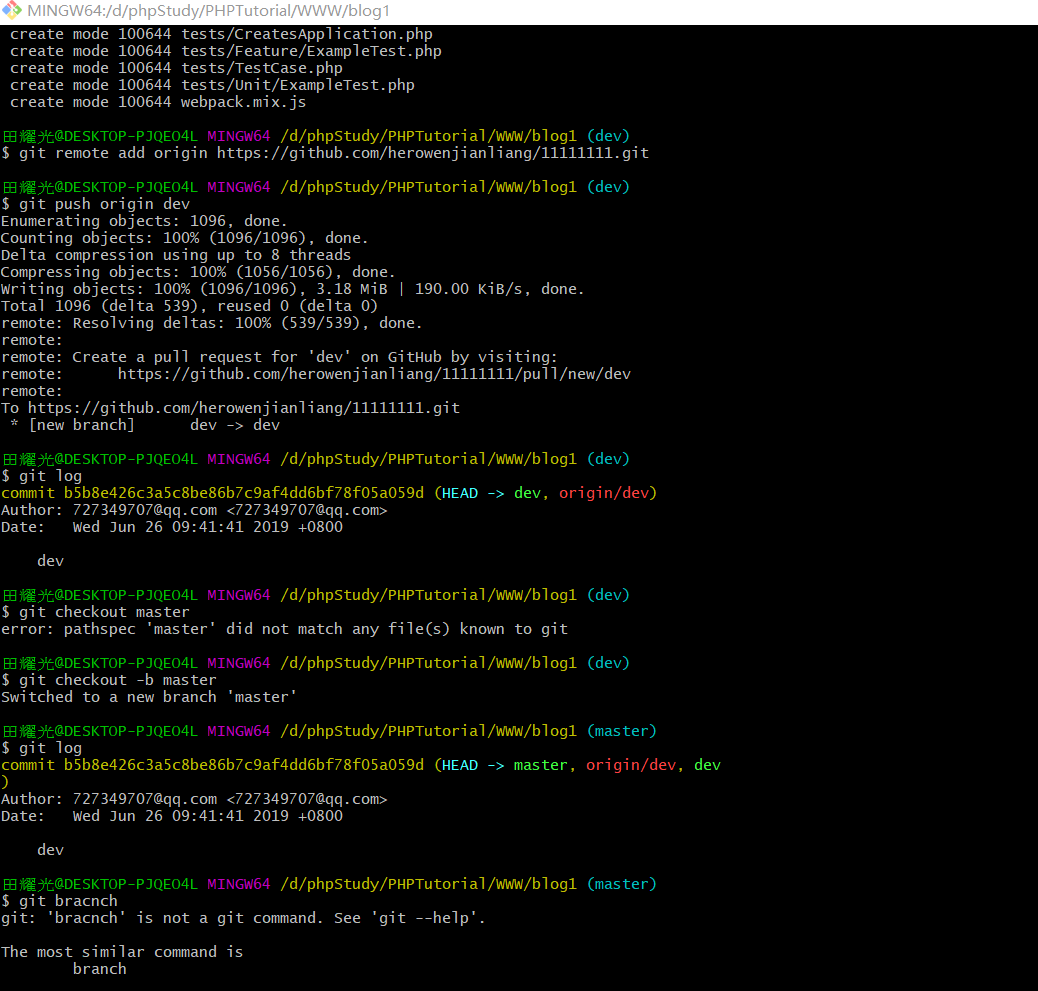 MINGW64:/d/phpStudy/PHPTutorial/WWW/blog1
create mode 100644 tests/CreatesApplication.php
create mode 100644 tests/Feature/ExampleTest.php
create mode 100644 tests/TestCase.php
create mode 100644 tests/Unit/ExampleTest.php
create mode 100644 webpack.mix.js
田耀光@DESKTOP-PJQEO4L MINGW64 /d/phpStudy/PHPTutorial/WWW/blog1 (dev)
$ git remote add origin https://github.com/herowenjianliang/11111111.git
田耀光@DESKTOP-PJQEO4L MINGW64 /d/phpStudy/PHPTutorial/WWW/blog1 (dev)
$ git push origin dev
Enumerating objects: 1096, done.
Counting objects: 100% (1096/1096), done.
Delta compression using up to 8 threads
Compressing objects: 100% (1056/1056), done.
Writing objects: 100% (1096/1096), 3.18 MiB | 190.00 KiB/s, done.
Total 1096 (delta 539), reused 0 (delta 0)
remote: Resolving deltas: 100% (539/539), done.
remote:
remote: Create a pull request for 'dev' on GitHub by visiting:
remote:      https://github.com/herowenjianliang/11111111/pull/new/dev
remote:
To https://github.com/herowenjianliang/11111111.git
 * [new branch]      dev -> dev
田耀光@DESKTOP-PJQEO4L MINGW64 /d/phpStudy/PHPTutorial/WWW/blog1 (dev)
$ git log
commit b5b8e426c3a5c8be86b7c9af4dd6bf78f05a059d (HEAD -> dev, origin/dev)
Author: 727349707@qq.com <727349707@qq.com>
Date:   Wed Jun 26 09:41:41 2019 +0800
dev
田耀光@DESKTOP-PJQEO4L MINGW64 /d/phpStudy/PHPTutorial/WWW/blog1 (dev)
$ git checkout master
error: pathspec 'master' did not match any file(s) known to git
田耀光@DESKTOP-PJQEO4L MINGW64 /d/phpStudy/PHPTutorial/WWW/blog1 (dev)
$ git checkout -b master
Switched to a new branch 'master'
田耀光@DESKTOP-PJQEO4L MINGW64 /d/phpStudy/PHPTutorial/WWW/blog1 (master)
$ git log
commit b5b8e426c3a5c8be86b7c9af4dd6bf78f05a059d (HEAD -> master, origin/dev, dev
)
Author: 727349707@qq.com <727349707@qq.com>
Date:   Wed Jun 26 09:41:41 2019 +0800
dev
田耀光@DESKTOP-PJQEO4L MINGW64 /d/phpStudy/PHPTutorial/WWW/blog1 (master)
$ git bracnch
git: 'bracnch' is not a git command. See 'git --help'.
The most similar command is
branch